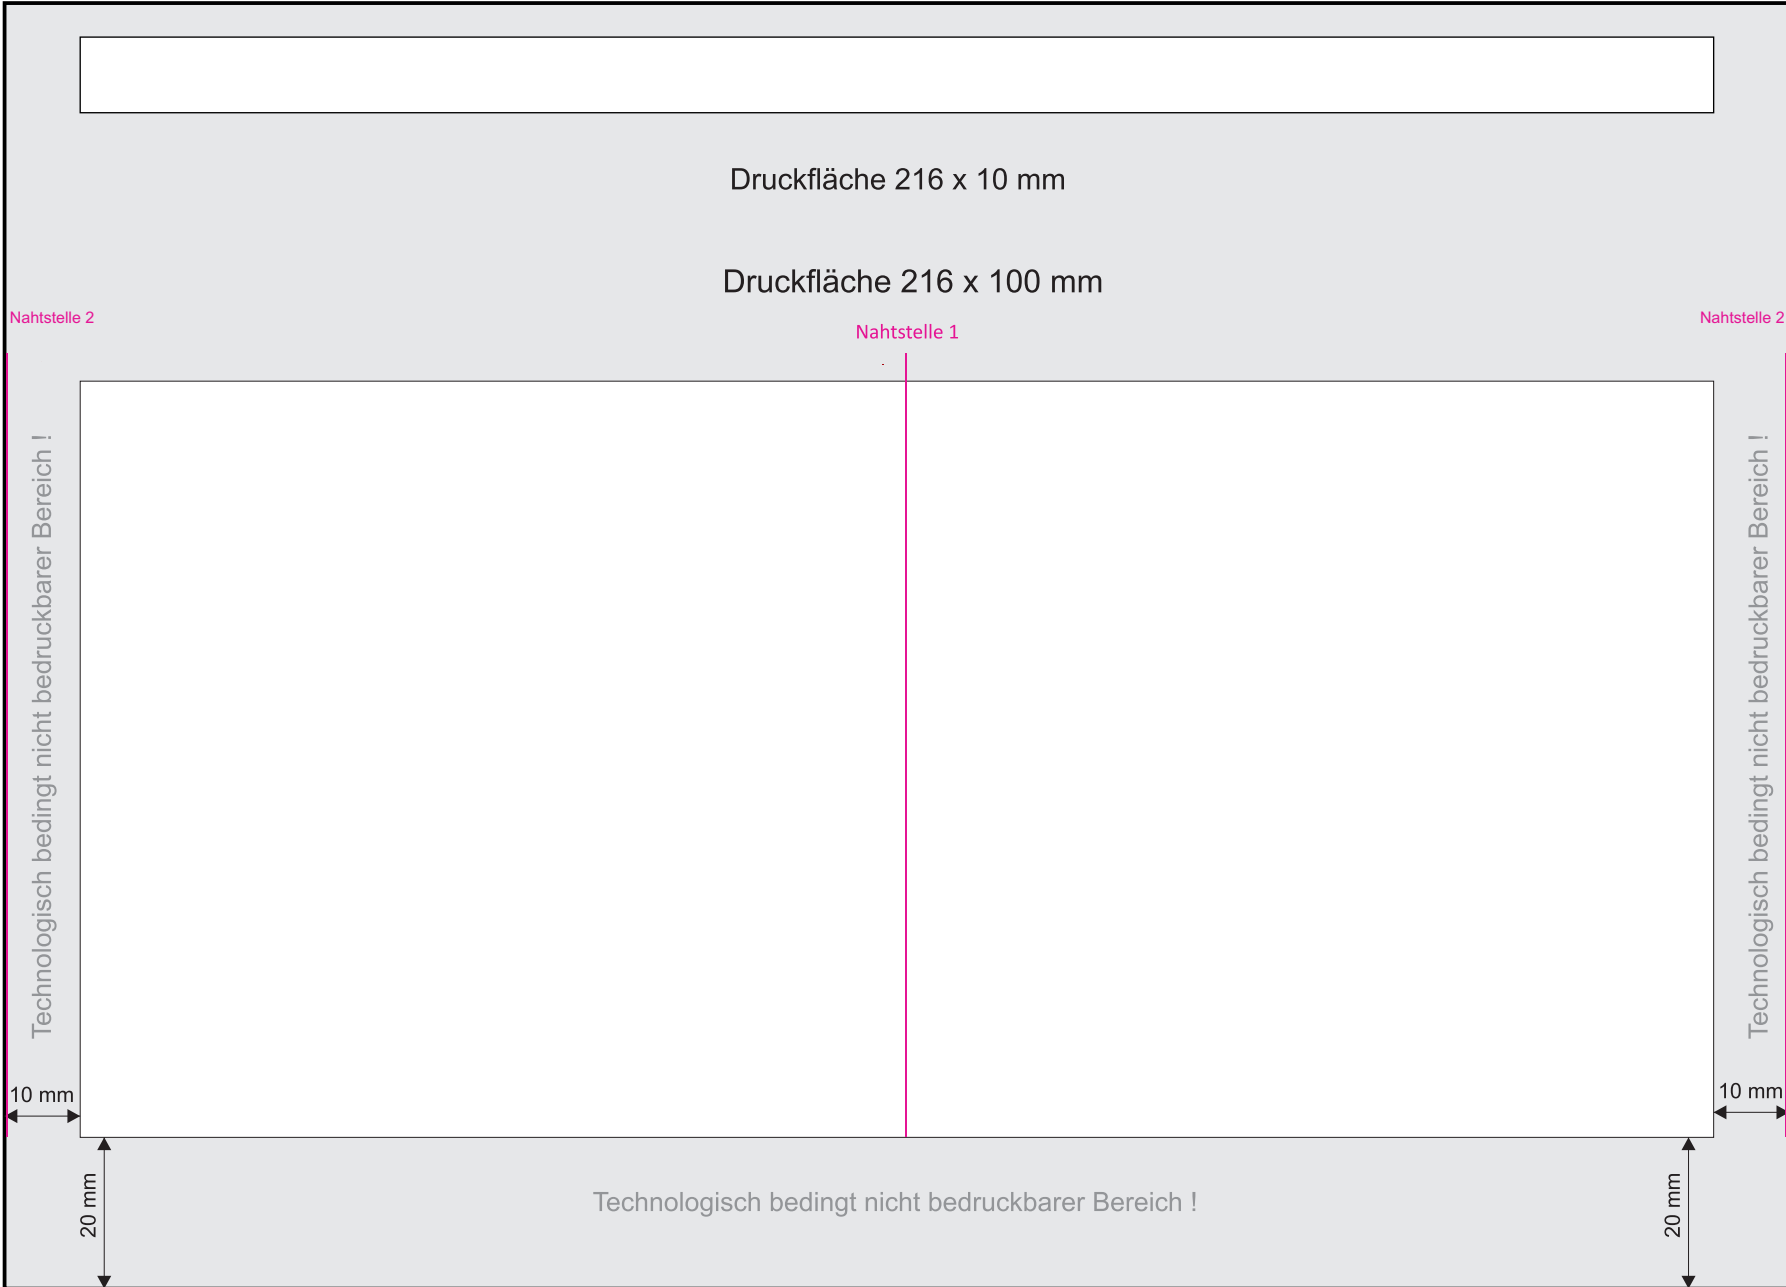 Druckfläche 216 x 10 mm
Druckfläche 216 x 100 mm
Nahtstelle 2
Nahtstelle 1
Nahtstelle 2
Technologisch bedingt nicht bedruckbarer Bereich !
Technologisch bedingt nicht bedruckbarer Bereich !
10 mm
10 mm
20 mm
Technologisch bedingt nicht bedruckbarer Bereich !
20 mm